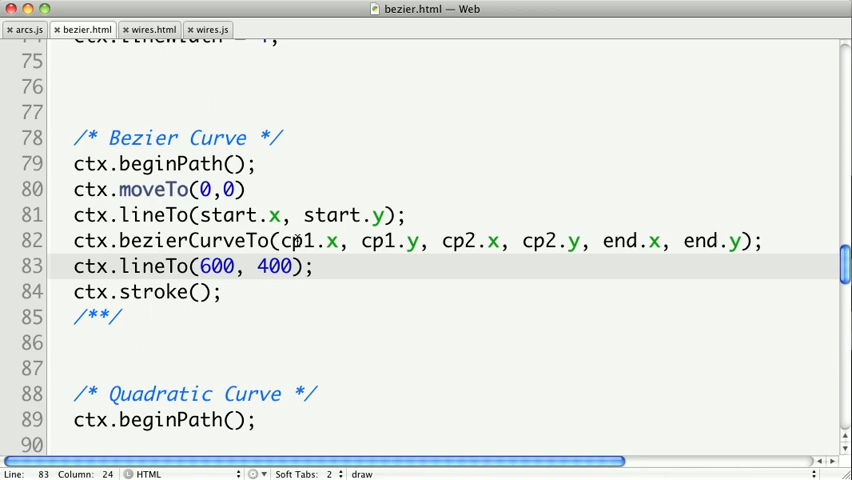 bezier.html — Web
arcs.js
bezier.html
wires.html
wires.js
75
76
77
78 /* Bezier Curve */
79 ctx.beginPath();
80 ctx.moveTo(0,0)
81 ctx.lineTo(start.x, start.y);
82 ctx.bezierCurveTo(cp1.x, cp1.y, cp2.x, cp2.y, end.x, end.y);
83 ctx.lineTo(600, 400);
84 ctx.stroke();
85 /**/
86
87
88 /* Quadratic Curve */
89 ctx.beginPath();
90
Line: 83 Column: 24 HTML Soft Tabs: 2 draw